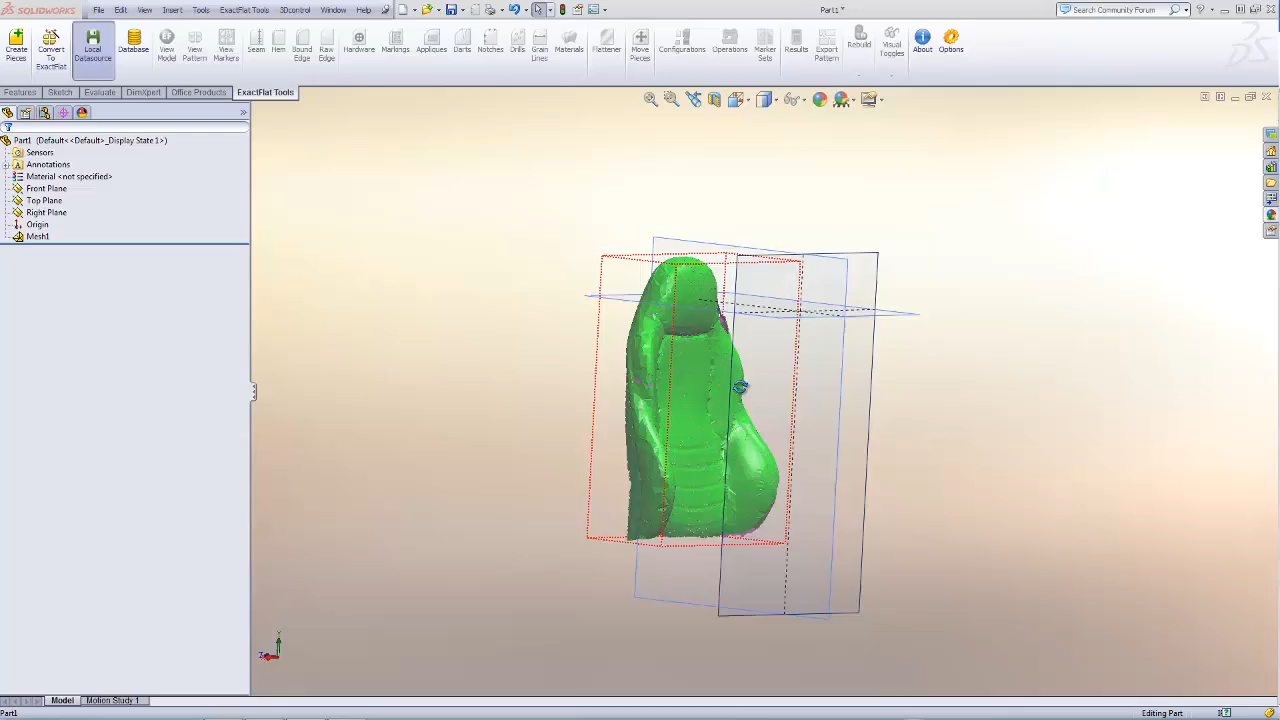 SOLIDWORKS File Edit View Insert Tools ExactFlat Tools 3Dcontrol Window Help Part1 * Search Community Forum
Create Pieces
Convert To ExactFlat
Local Datasource
Database
View Model
View Pattern
View Markers
Seam
Hem
Bound Edge
Raw Edge
Hardware
Markings
Appliques
Darts
Notches
Drills
Grain Lines
Materials
Flattener
Move Pieces
Configurations
Operations
Marker Sets
Results
Export Pattern
Rebuild
Visual Toggles
About
Options
Features Sketch Evaluate DimXpert Office Products ExactFlat Tools
Part1 (Default<<Default>_Display State 1>)
Sensors
Annotations
Material <not specified>
Front Plane
Top Plane
Right Plane
Origin
Mesh1
Y
Z
Model Motion Study 1
Part1 Editing Part